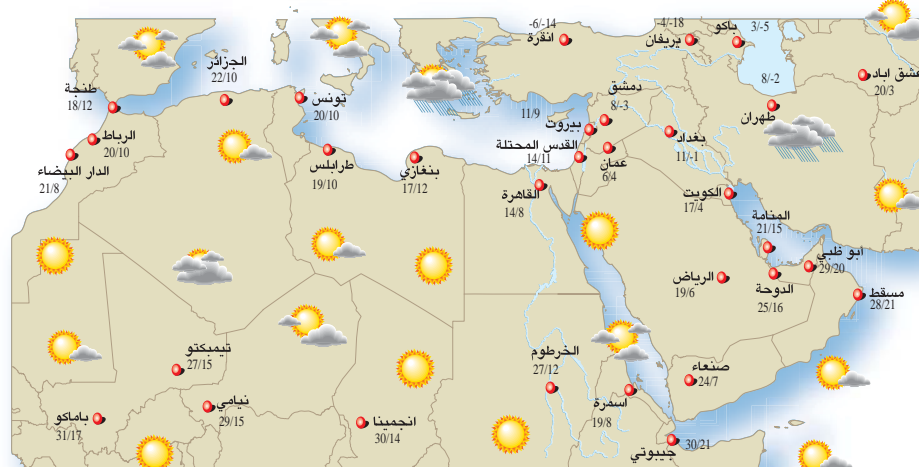 -6/-14
انقرة
-4/-18
يريفان
باكو
3/-5
عشق اباد
20/3
8/-2
طهران
الجزائر
22/10
طنجة
18/12
تونس
20/10
الرباط
20/10
الدار البيضاء
21/8
طرابلس
19/10
بنغازي
17/12
11/9
دمشق
8/-3
بيروت
القدس المحتلة
14/11
عمان
6/4
بغداد
11/-1
القاهرة
14/8
الكويت
17/4
المنامة
21/15
ابو ظبي
29/20
الرياض
19/6
الدوحة
25/16
مسقط
28/21
تيمبكتو
27/15
نيامي
29/15
باماكو
31/17
انجمينا
30/14
الخرطوم
27/12
اسمرة
19/8
صنعاء
24/7
جيبوتي
30/21